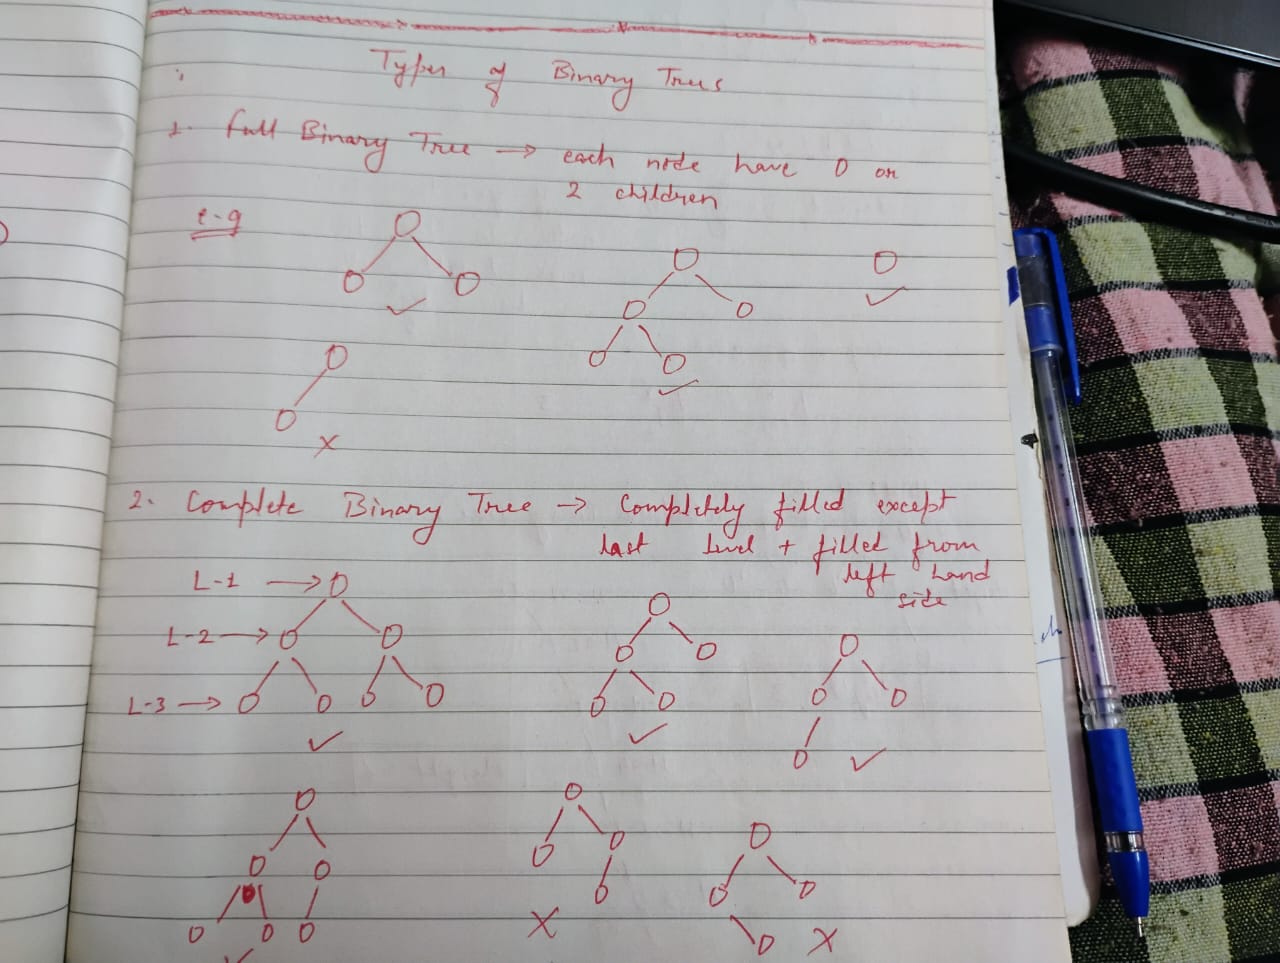 Types of Binary Trees
1. Full Binary Tree → each node have 0 or
2 children
e-g
2. Complete Binary Tree → Completely filled except
last level + filled from
left hand
side
L-1 →
L-2 →
L-3 →